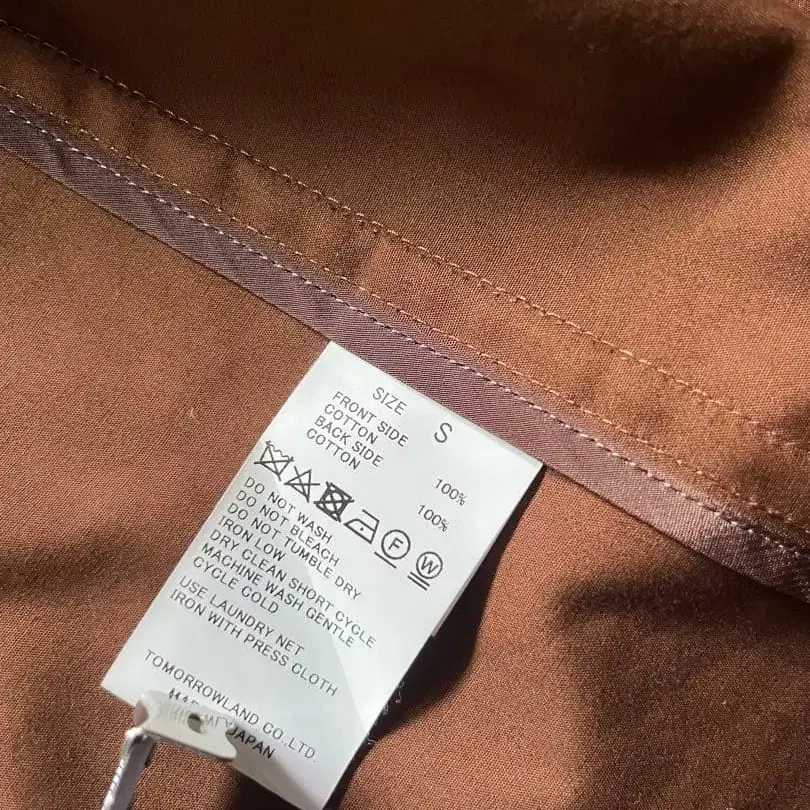 SIZE S
FRONT SIDE
COTTON 100%
BACK SIDE
COTTON 100%
F W
DO NOT WASH
DO NOT BLEACH
DO NOT TUMBLE DRY
IRON LOW
DRY CLEAN SHORT CYCLE
MACHINE WASH GENTLE
CYCLE COLD
USE LAUNDRY NET
IRON WITH PRESS CLOTH
TOMORROWLAND CO.,LTD.
JAPAN